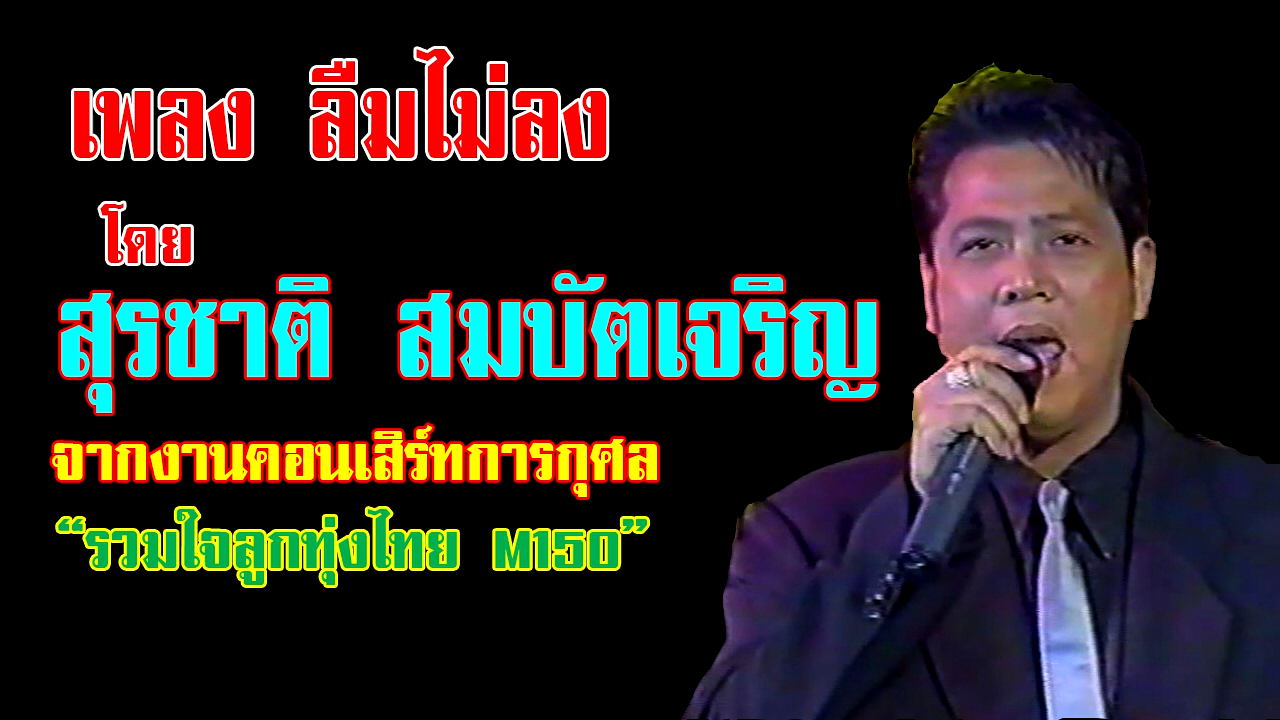 เพลง ลืมไม่ลง
โดย
สุรชาติ สมบัตเจริญ
จากงานคอนเสิร์ทการกุศล
“รวมใจลูกทุ่งไทย M150”